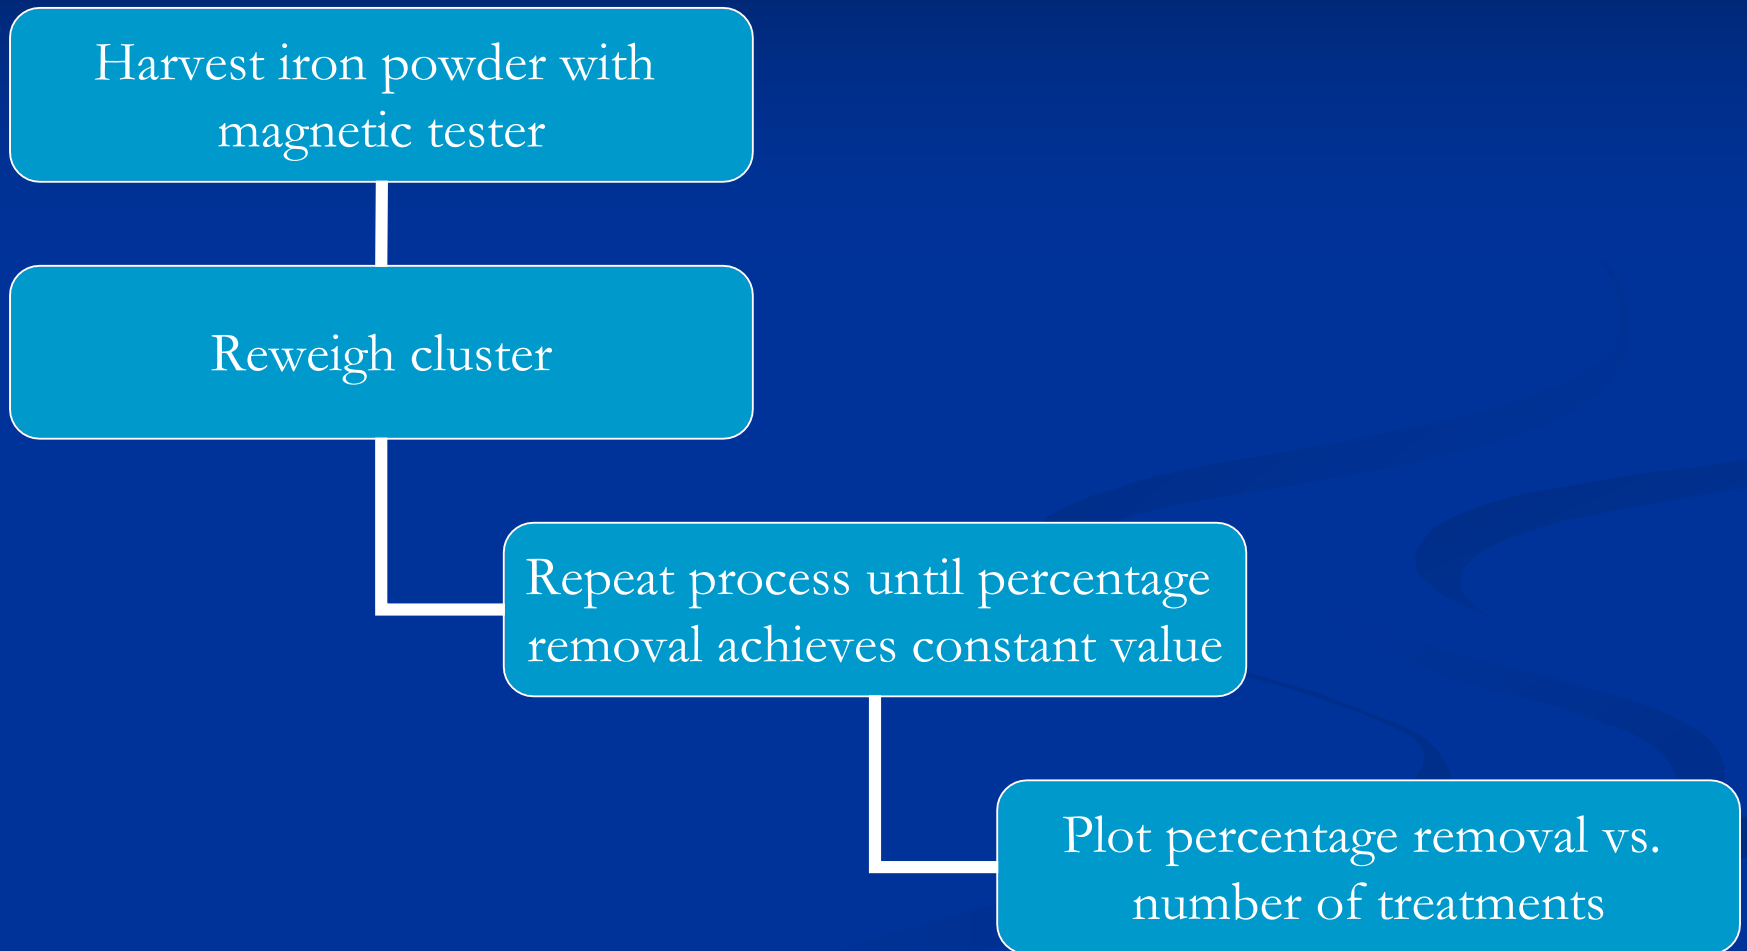 Harvest iron powder with
magnetic tester
Reweigh cluster
Repeat process until percentage
removal achieves constant value
Plot percentage removal vs.
number of treatments